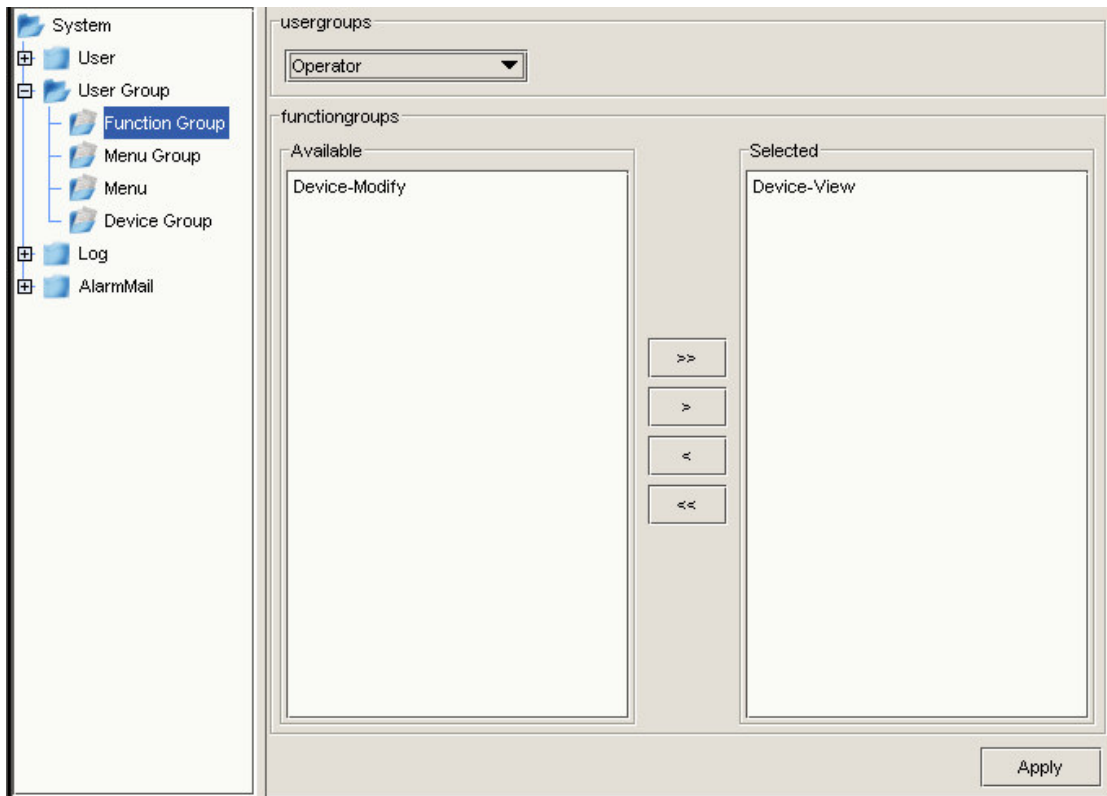 System
User
User Group
Function Group
Menu Group
Menu
Device Group
Log
AlarmMail
usergroups
Operator
functiongroups
Available
Device-Modify
>>
>
<
<<
Selected
Device-View
Apply